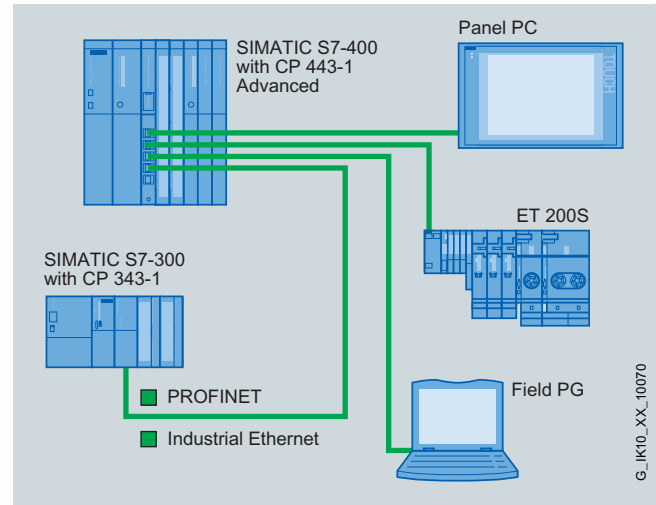 Panel PC
SIMATIC S7-400
with CP 443-1
Advanced
TOUCH
ET 200S
SIMATIC S7-300
with CP 343-1
PROFINET
Industrial Ethernet
Field PG
G_IK10_XX_10070